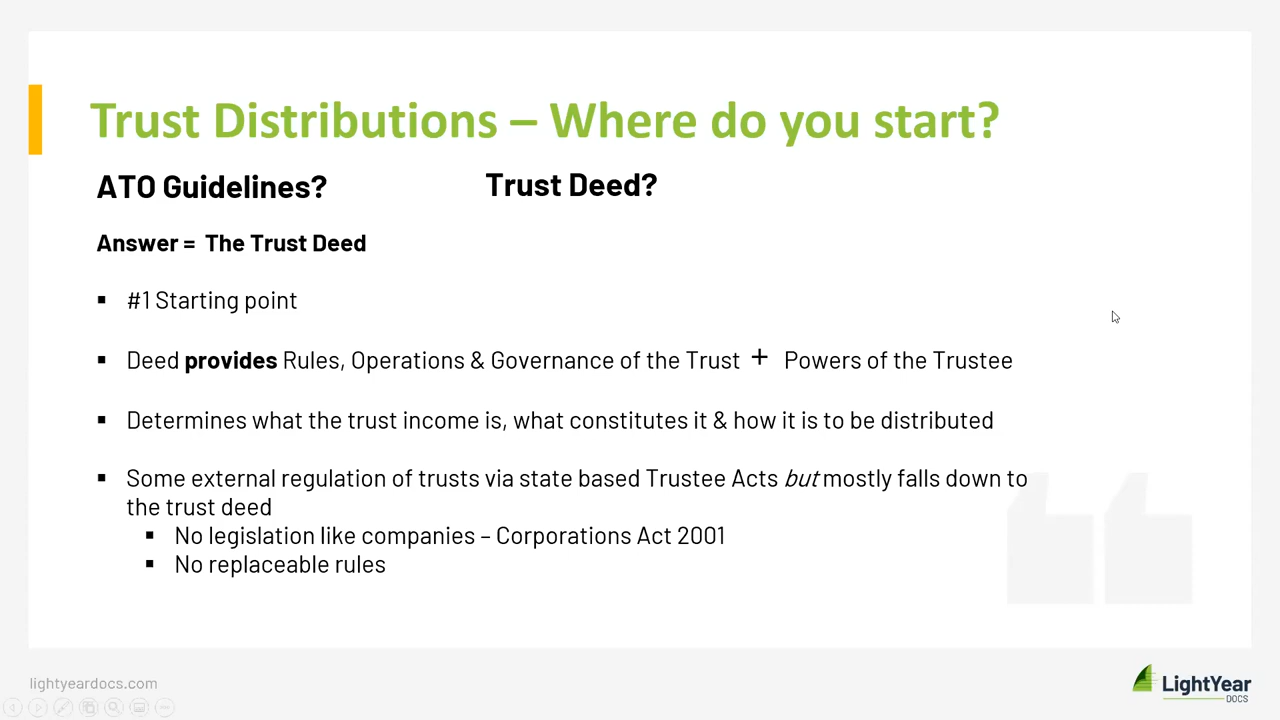 Trust Distributions – Where do you start?
ATO Guidelines?
Trust Deed?
Answer = The Trust Deed
▪ #1 Starting point
▪ Deed provides Rules, Operations & Governance of the Trust + Powers of the Trustee
▪ Determines what the trust income is, what constitutes it & how it is to be distributed
▪ Some external regulation of trusts via state based Trustee Acts but mostly falls down to
the trust deed
▪ No legislation like companies – Corporations Act 2001
▪ No replaceable rules
lightyeardocs.com
LightYear
DOCS